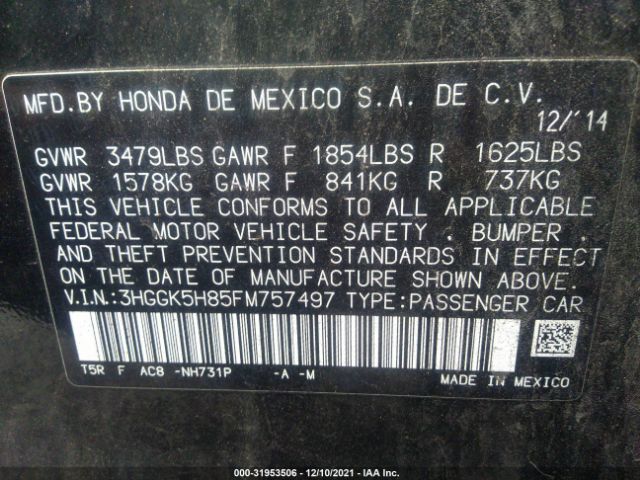 MFD.BY HONDA DE MEXICO S.A. DE C.V.
12/'14
GVWR 3479LBS GAWR F 1854LBS R 1625LBS
GVWR 1578KG GAWR F 841KG R 737KG
THIS VEHICLE CONFORMS TO ALL APPLICABLE
FEDERAL MOTOR VEHICLE SAFETY , BUMPER ,
AND THEFT PREVENTION STANDARDS IN EFFECT
ON THE DATE OF MANUFACTURE SHOWN ABOVE.
V.I.N.:3HGGK5H85FM757497 TYPE:PASSENGER CAR
T5R F AC8 -NH731P -A -M
MADE IN MEXICO
000-31953506 - 12/10/2021 - IAA Inc.